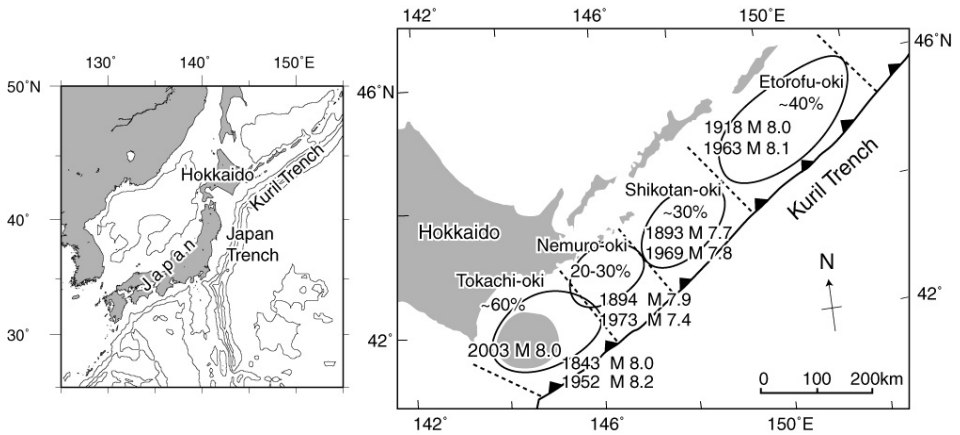 130°
140°
150°E
50°N
Hokkaido
Kuril Trench
40°
Japan
Japan
Trench
30°
142°
146°
150°E
46°N
46°N
Etorofu-oki
~40%
1918 M 8.0
1963 M 8.1
Kuril Trench
Shikotan-oki
~30%
1893 M 7.7
1969 M 7.8
Hokkaido
Nemuro-oki
20-30%
1894 M 7.9
1973 M 7.4
Tokachi-oki
~60%
2003 M 8.0
1843 M 8.0
1952 M 8.2
N
42°
42°
0 100 200km
142°
146°
150°E